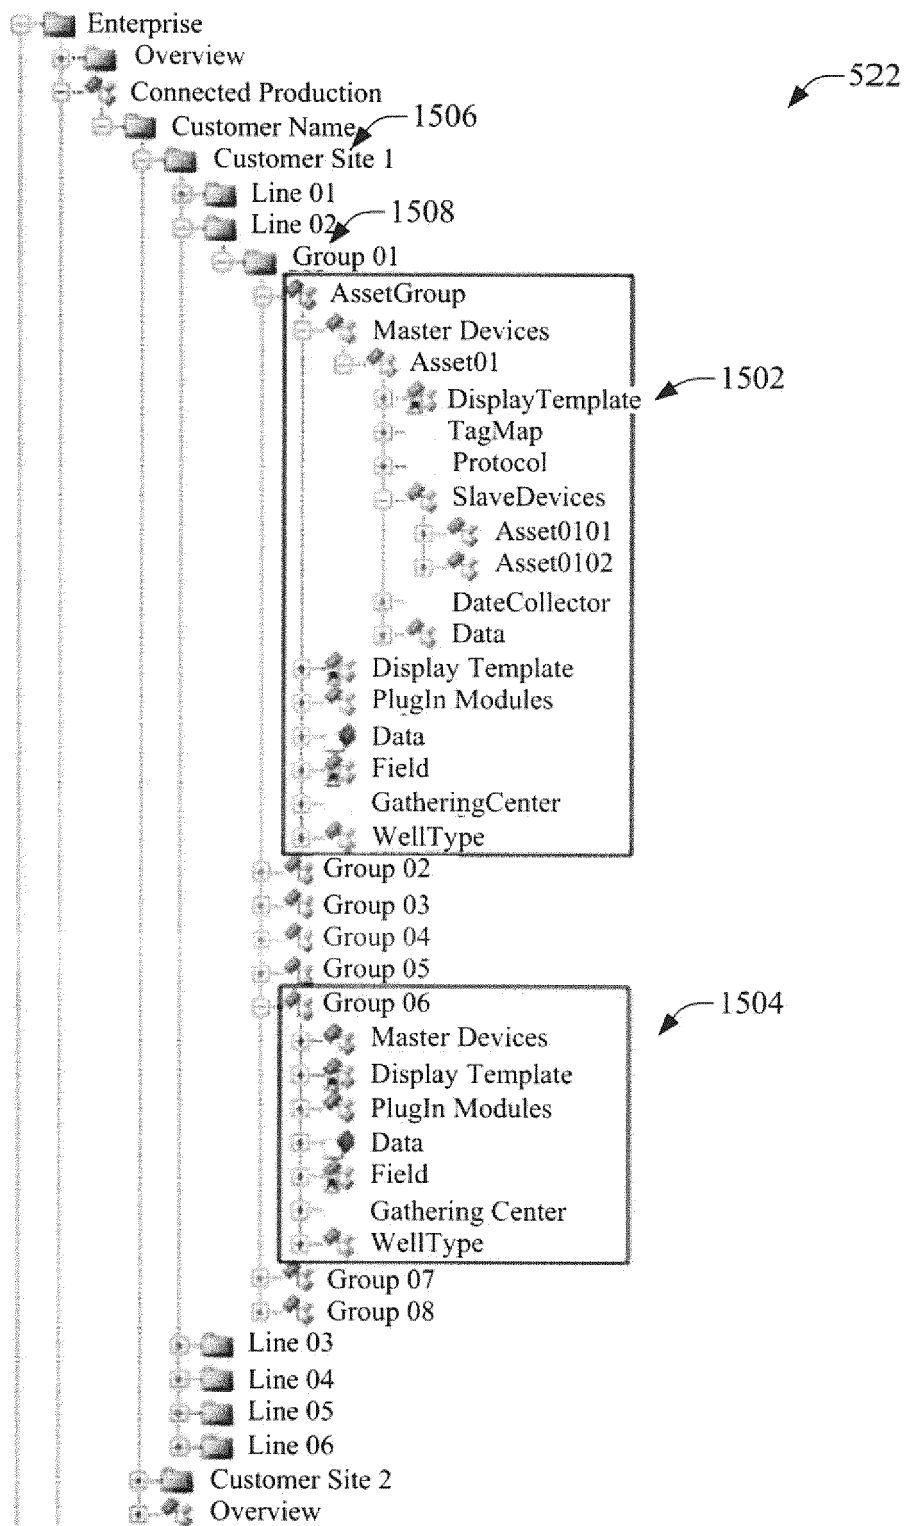 Enterprise
Overview
522
Connected Production
1506
Customer Name
Customer Site 1
Line 01
1508
Line 02
Group 01
AssetGroup
Master Devices
Asset01
1502
DisplayTemplate
TagMap
Protocol
SlaveDevices
Asset0101
Asset0102
DateCollector
Data
Display Template
PlugIn Modules
Data
Field
GatheringCenter
WellType
Group 02
Group 03
Group 04
Group 05
Group 06
1504
Master Devices
Display Template
PlugIn Modules
Data
Field
Gathering Center
WellType
Group 07
Group 08
Line 03
Line 04
Line 05
Line 06
Customer Site 2
Overview